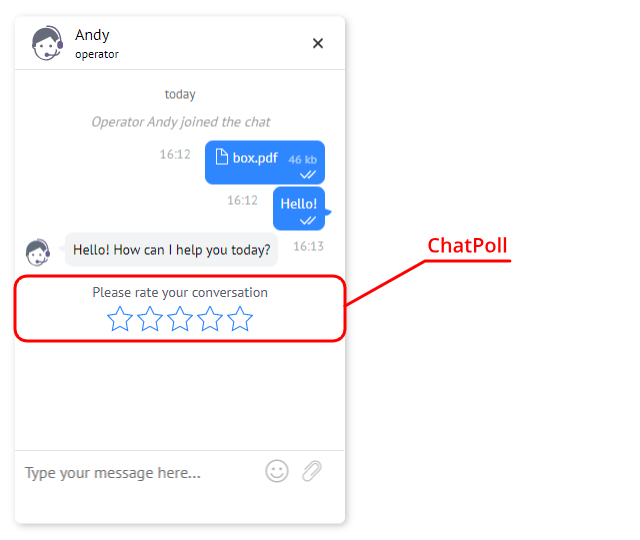 Andy
operator
today
Operator Andy joined the chat
16:12 box.pdf 46 kb
16:12 Hello!
Hello! How can I help you today? 16:13
ChatPoll
Please rate your conversation
Type your message here...